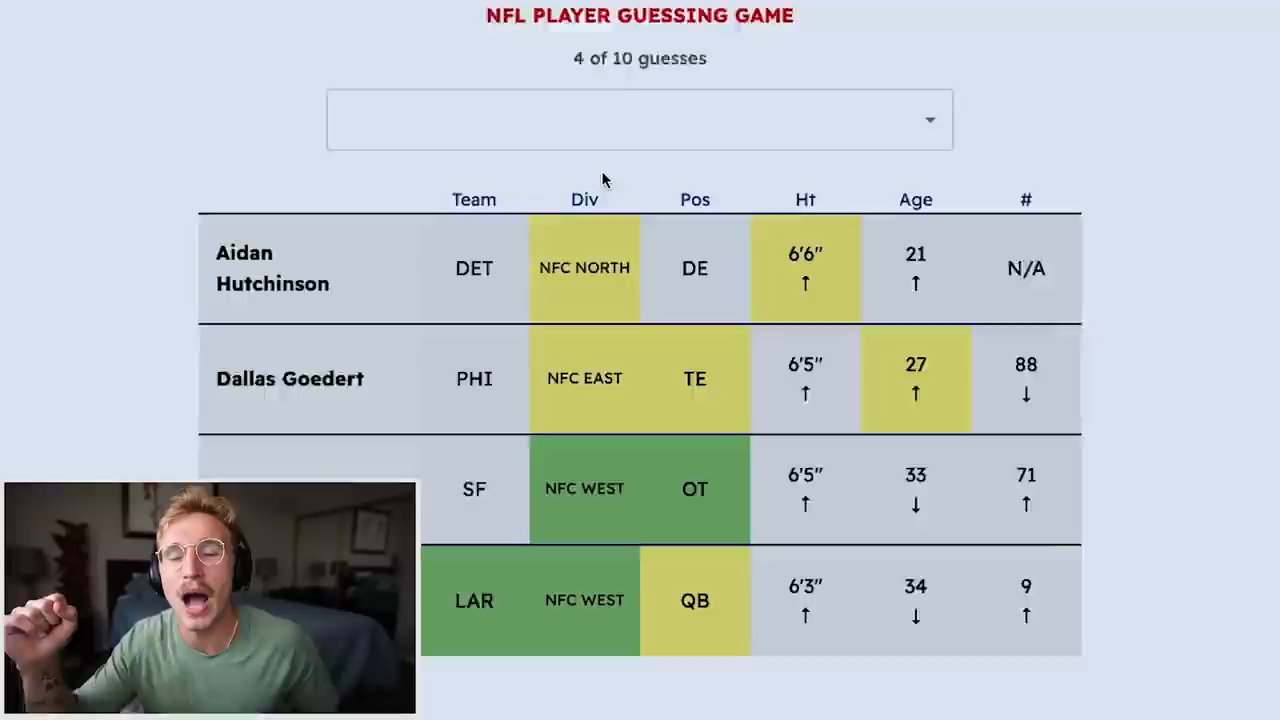 NFL PLAYER GUESSING GAME
4 of 10 guesses
Team Div Pos Ht Age #
Aidan Hutchinson DET NFC NORTH DE 6'6" ↑ 21 ↑ N/A
Dallas Goedert PHI NFC EAST TE 6'5" ↑ 27 ↑ 88 ↓
SF NFC WEST OT 6'5" ↑ 33 ↓ 71 ↑
LAR NFC WEST QB 6'3" ↑ 34 ↓ 9 ↑